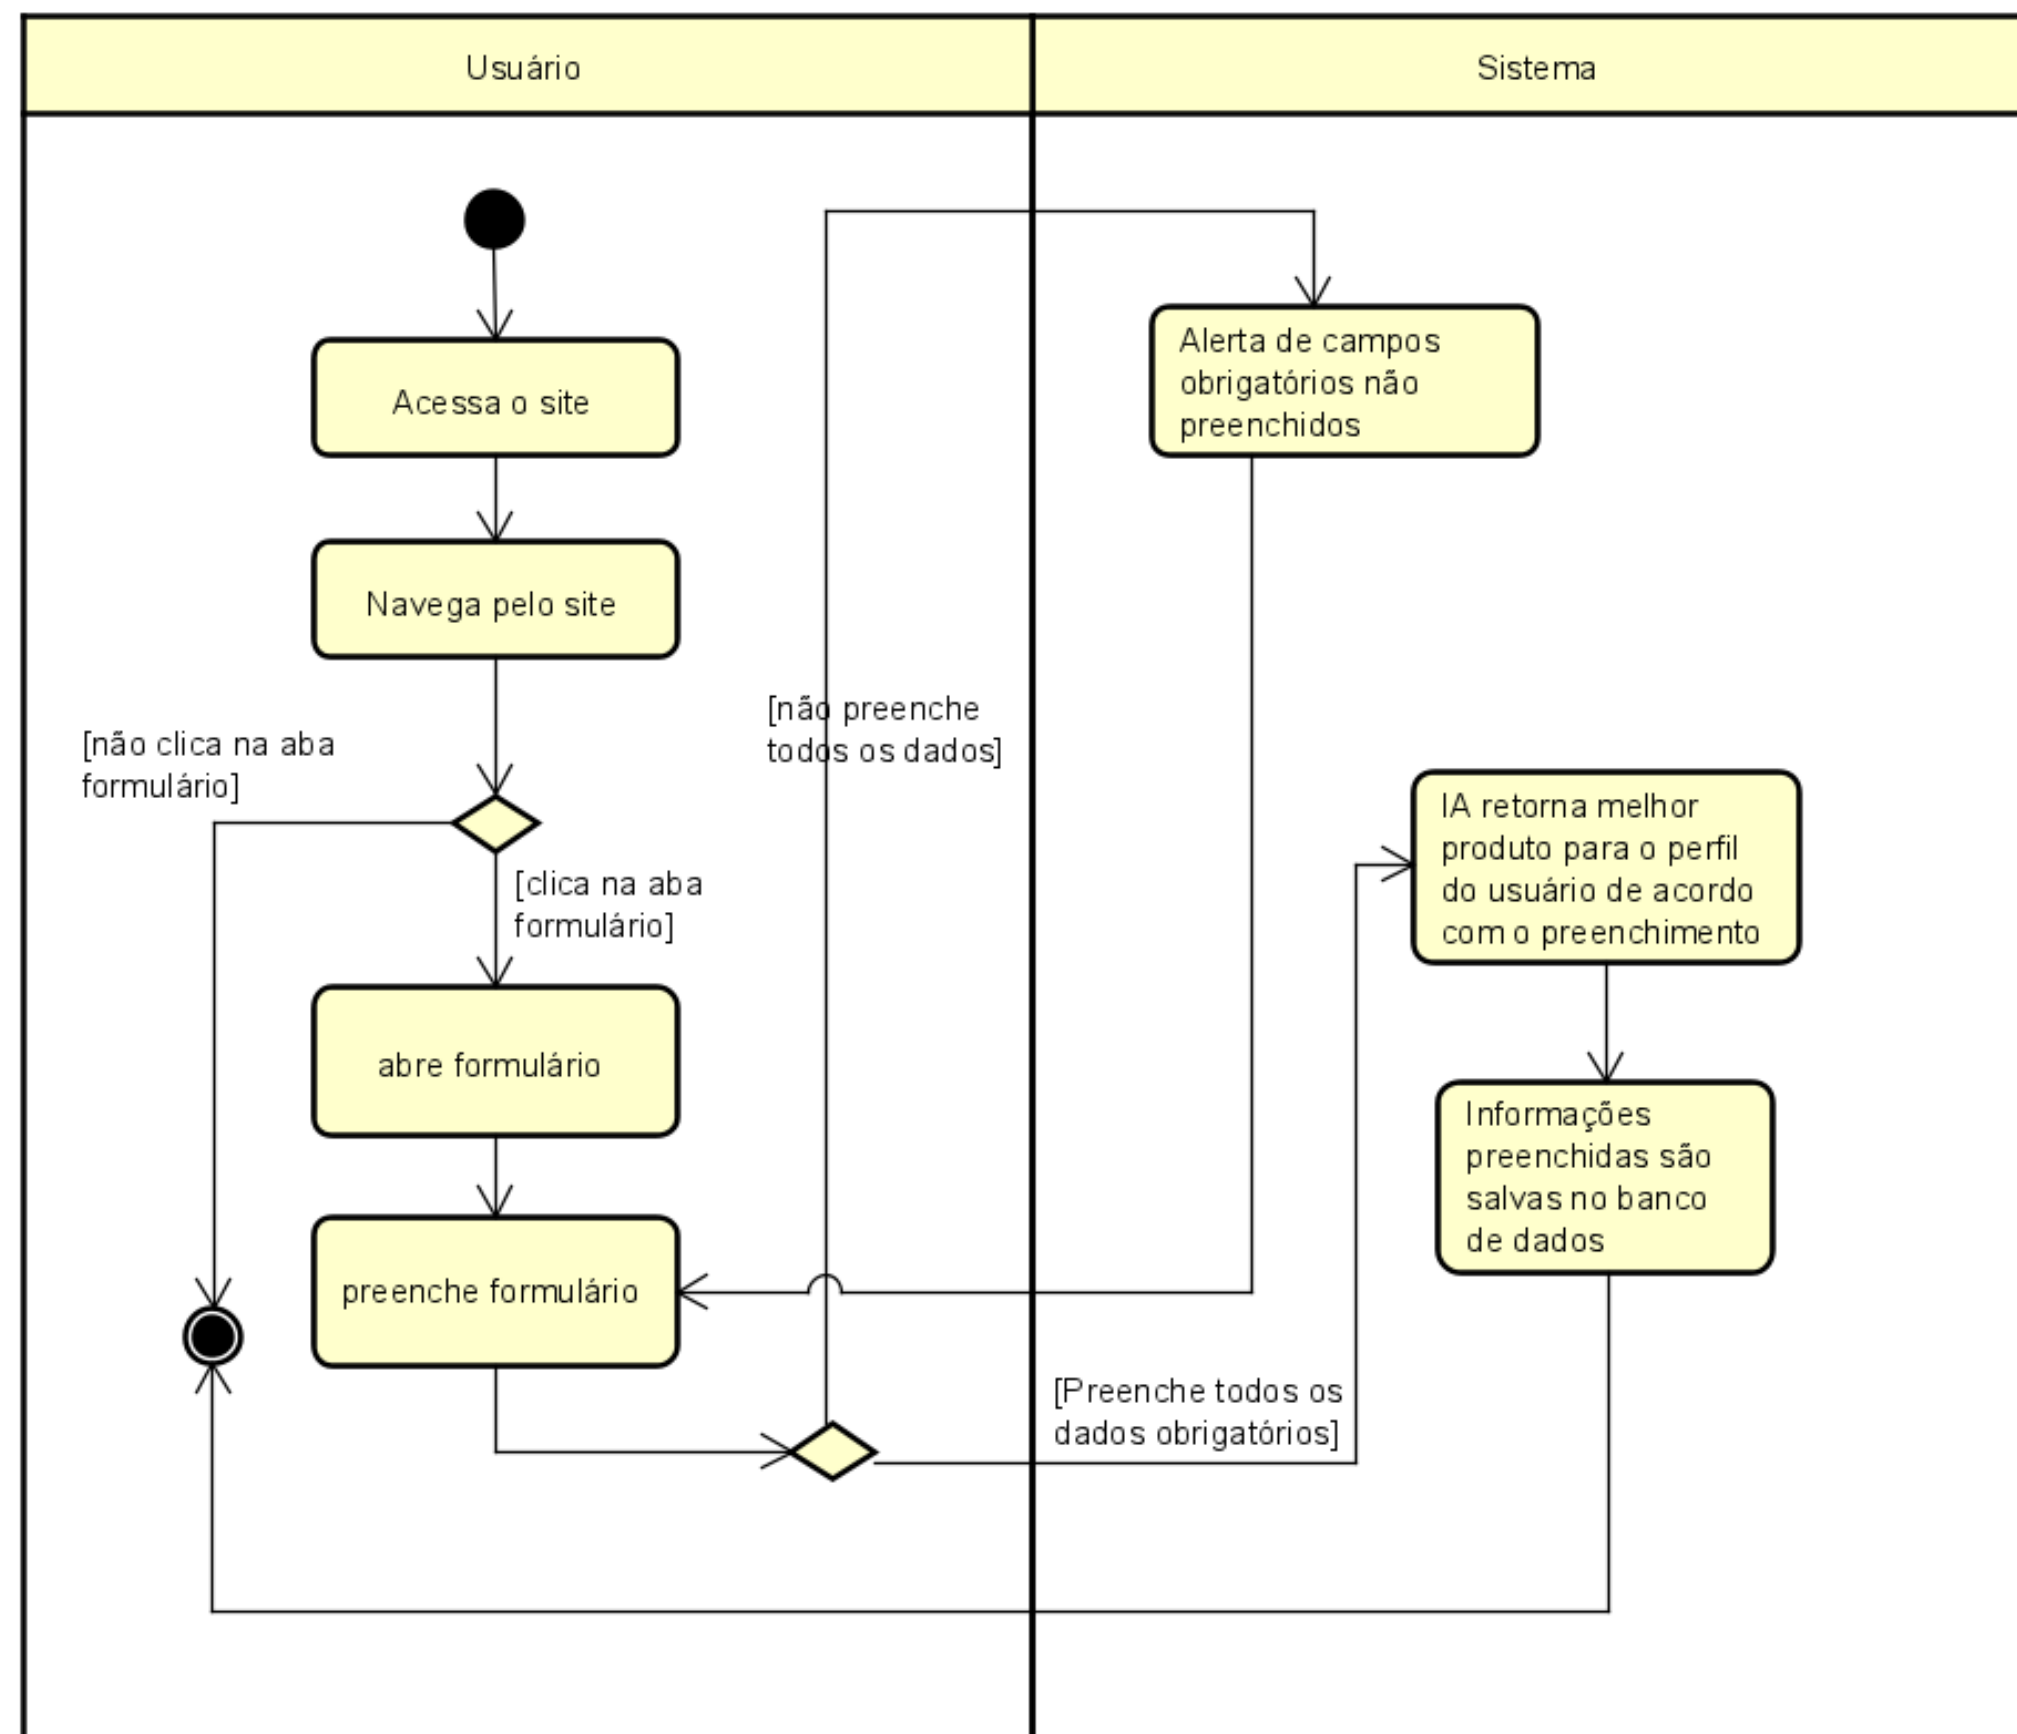 Usuário
Sistema
Alerta de campos
obrigatórios não
preenchidos
Acessa o site
Navega pelo site
[não preenche
todos os dados]
[não clica na aba
formulário]
[clica na aba
formulário]
IA retorna melhor
produto para o perfil
do usuário de acordo
com o preenchimento
abre formulário
Informações
preenchidas são
salvas no banco
de dados
preenche formulário
[Preenche todos os
dados obrigatórios]